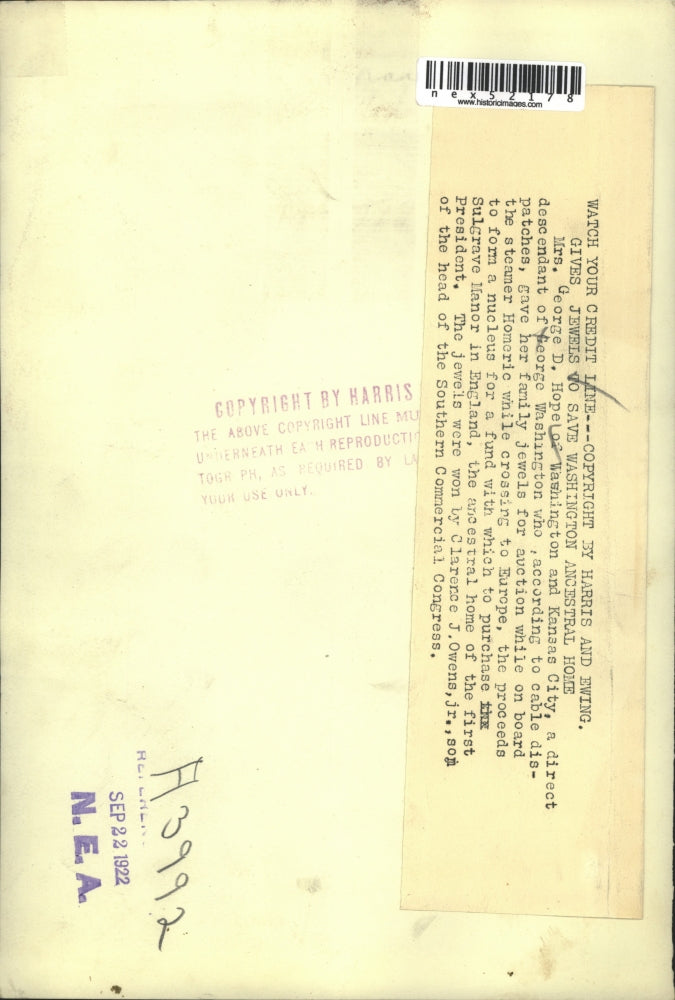 nex52178
www.historicimages.com
WATCH YOUR CREDIT LINE---COPYRIGHT BY HARRIS AND EWING.
GIVES JEWELS TO SAVE WASHINGTON ANCESTRAL HOME
Mrs. George D. Hope of Washington and Kansas City, a direct
descendant of George Washington who ,according to cable dis-
patches, gave her family jewels for auction while on board
the steamer Homeric while crossing to Europe, the proceeds
to form a nucleus for a fund with which to purchase
Sulgrave Manor in England, the ancestral home of the first
President. The jewels were won by Clarence J.Owens,jr.,son
of the head of the Southern Commercial Congress.
COPYRIGHT BY HARRIS
THE ABOVE COPYRIGHT LINE MU
UNDERNEATH EACH REPRODUCTI
TOGR PH, AS REQUIRED BY LA
YOUR USE ONLY.
A3992
SEP 22 1922
N. E. A.